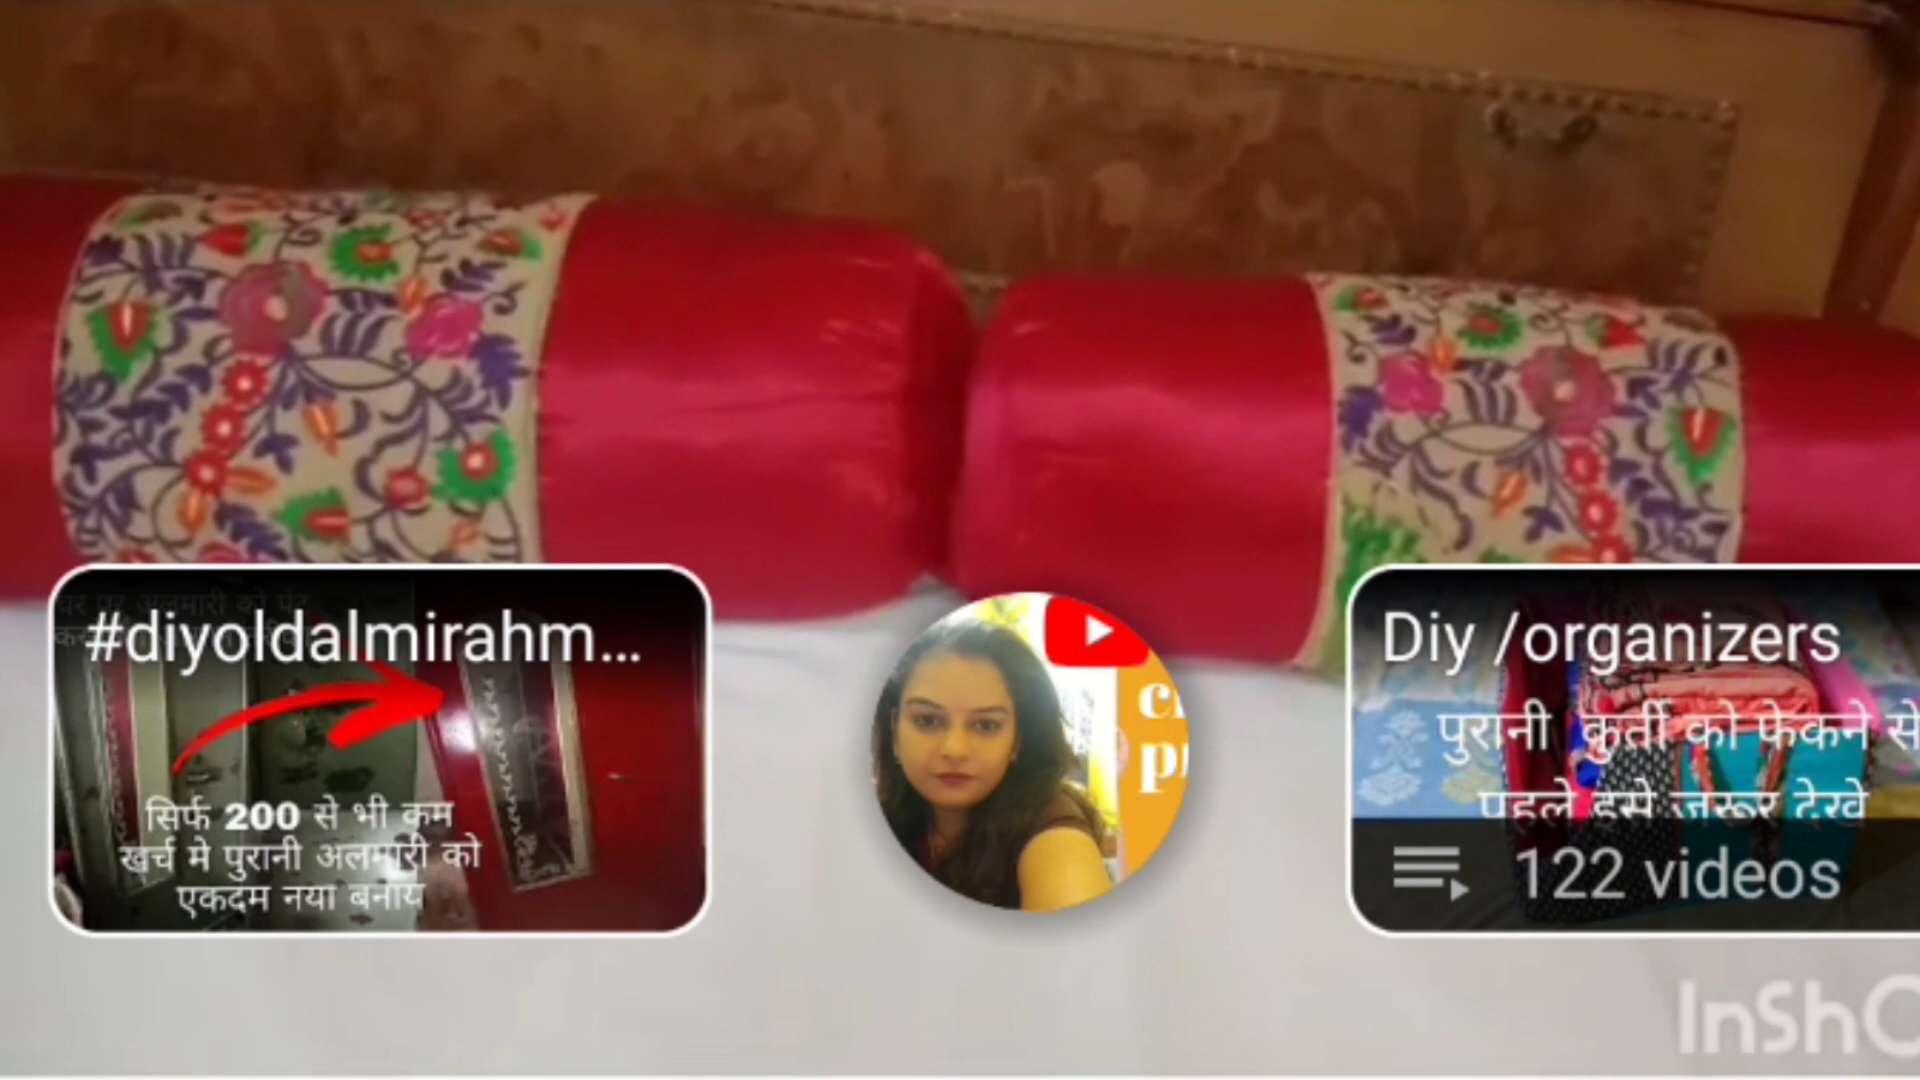 #diyoldalmirahm...
सिर्फ 200 से भी कम
खर्च मे पुरानी अलमारी को
एकदम नया बनाय
Diy /organizers
पुरानी कुर्ती को फेकने से
पहले इसे जरूर देखे
122 videos
InSh